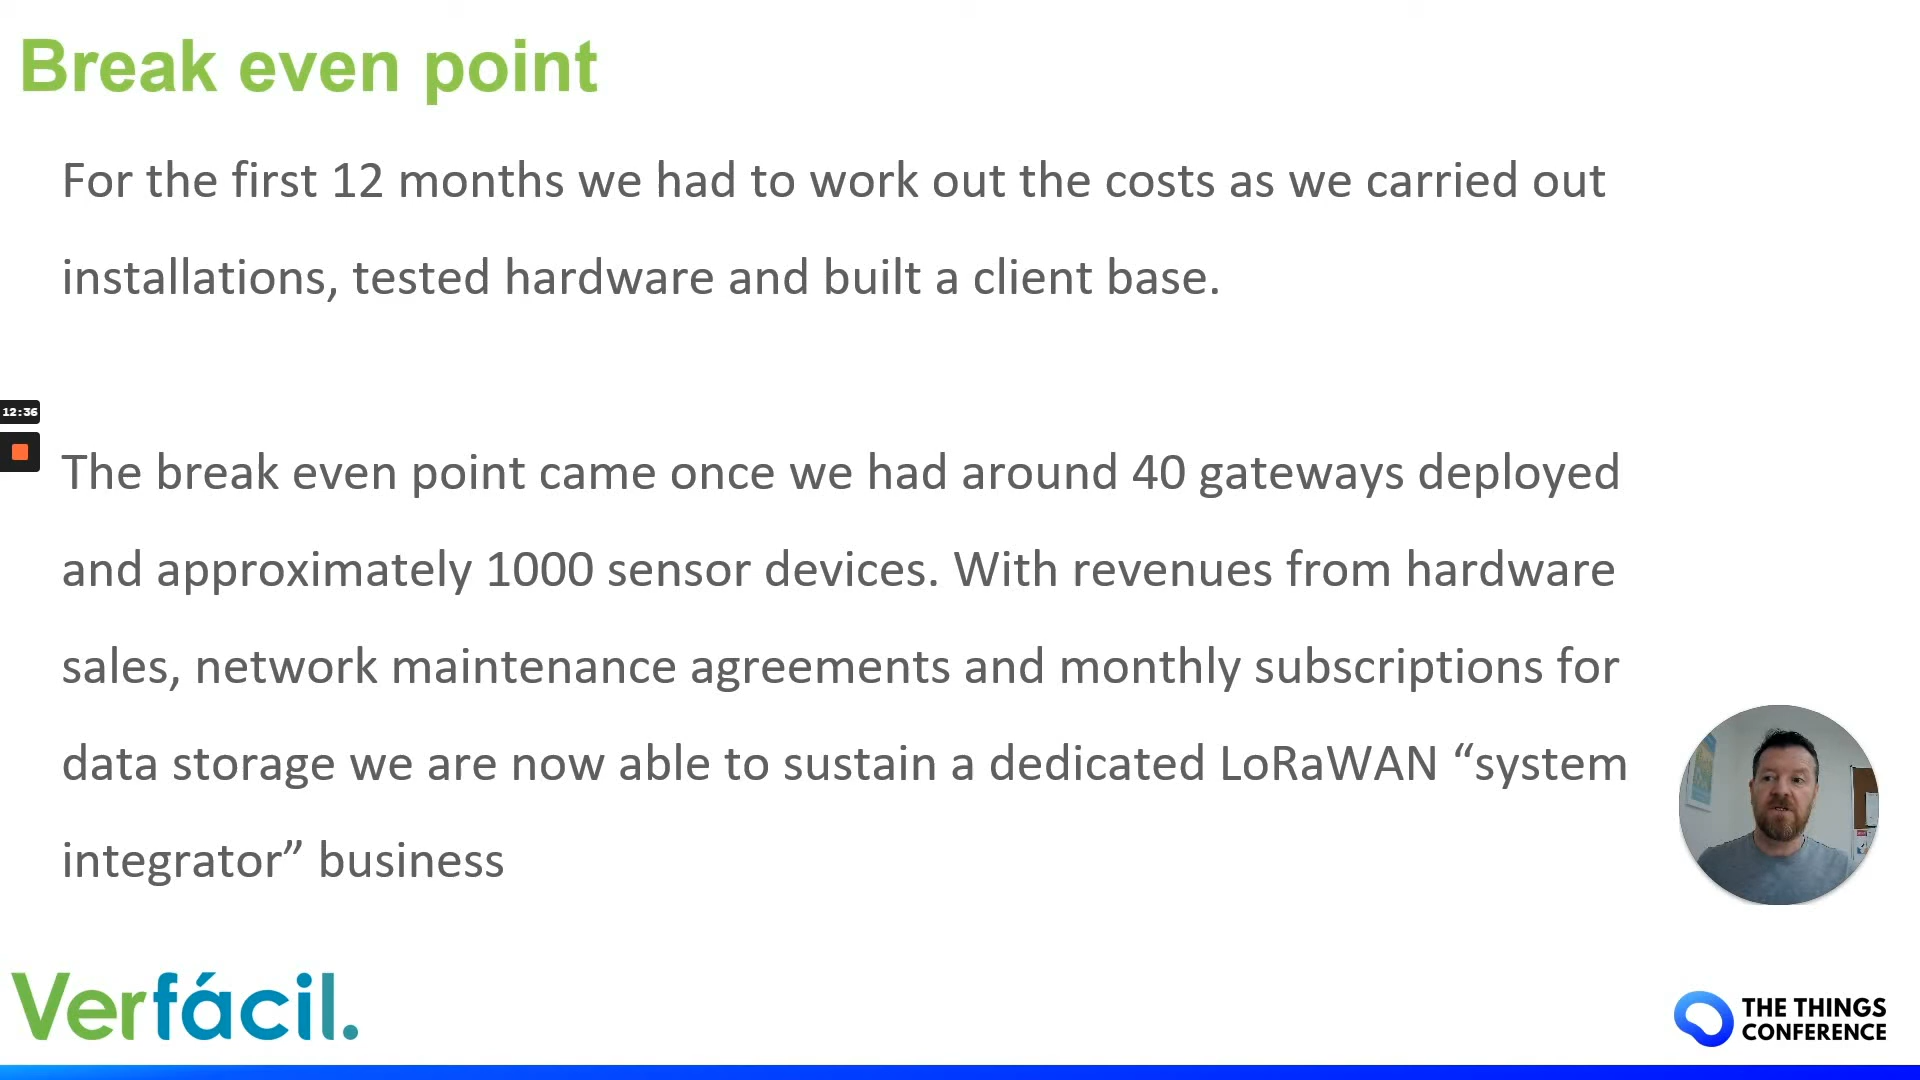 Break even point
For the first 12 months we had to work out the costs as we carried out
installations, tested hardware and built a client base.
12:36
The break even point came once we had around 40 gateways deployed
and approximately 1000 sensor devices. With revenues from hardware
sales, network maintenance agreements and monthly subscriptions for
data storage we are now able to sustain a dedicated LoRaWAN “system
integrator” business
Verfácil.
THE THINGS
CONFERENCE